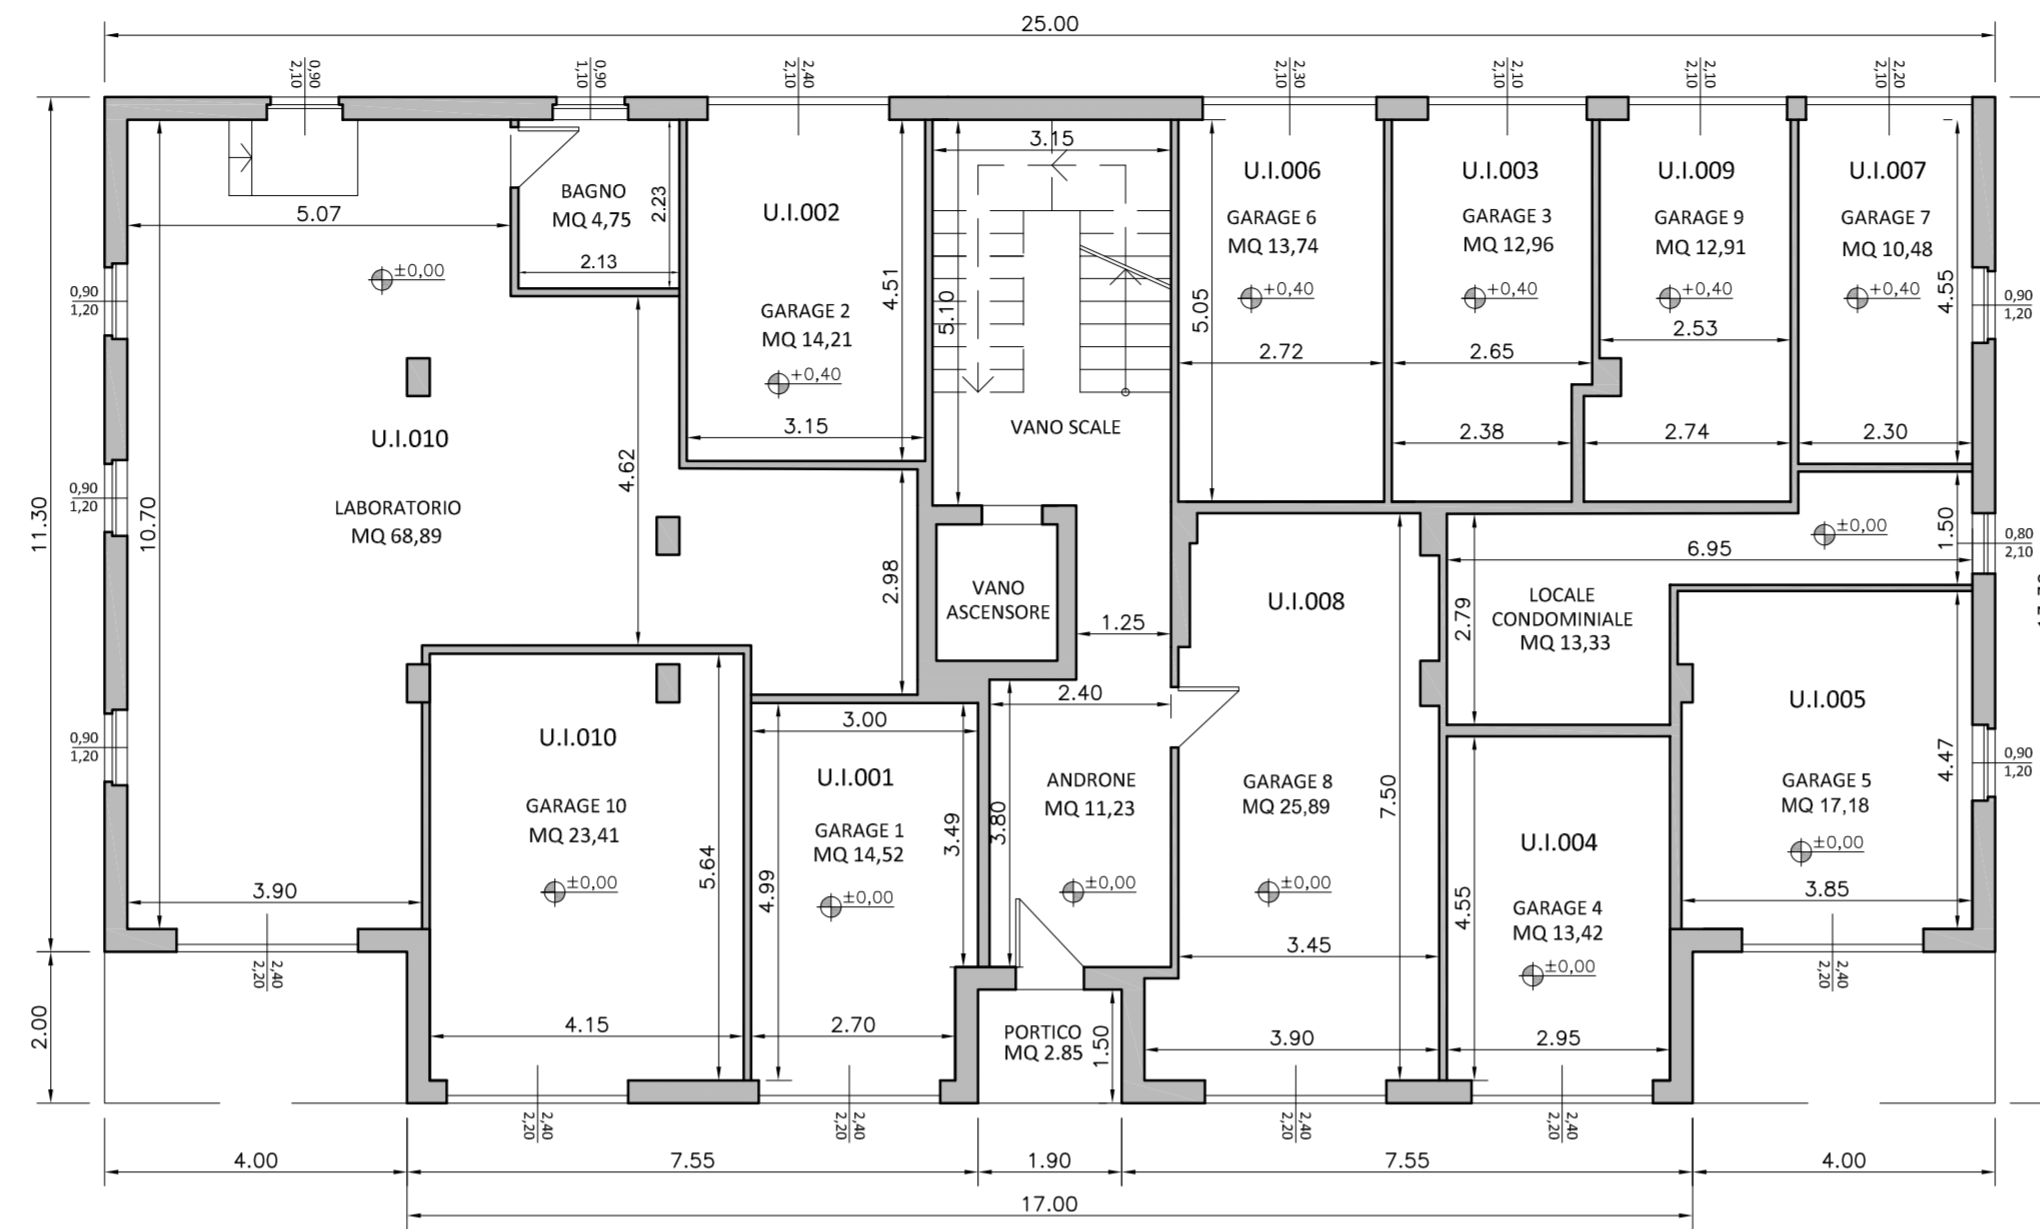 25.00
0,90
2,10
0,90
1,10
2,40
2,10
2,30
2,10
2,10
2,10
2,10
2,10
2,20
2,10
3.15
BAGNO
MQ 4,75
2.23
2.13
5.07
±0,00
U.I.002
GARAGE 2
MQ 14,21
+0,40
4.51
3.15
5.10
VANO SCALE
U.I.006
GARAGE 6
MQ 13,74
+0,40
5.05
2.72
U.I.003
GARAGE 3
MQ 12,96
+0,40
2.65
2.38
U.I.009
GARAGE 9
MQ 12,91
+0,40
2.53
2.74
U.I.007
GARAGE 7
MQ 10,48
+0,40
4.55
2.30
0,90
1,20
0,90
1,20
0,90
1,20
0,90
1,20
11.30
10.70
U.I.010
LABORATORIO
MQ 68,89
4.62
2.98
VANO
ASCENSORE
1.25
2.40
U.I.008
GARAGE 8
MQ 25,89
±0,00
7.50
3.45
3.90
±0,00
1.50
6.95
0,80
2,10
2.79
LOCALE
CONDOMINIALE
MQ 13,33
U.I.005
GARAGE 5
MQ 17,18
±0,00
4.47
3.85
0,90
1,20
U.I.010
GARAGE 10
MQ 23,41
±0,00
5.64
4.15
3.90
3.00
U.I.001
GARAGE 1
MQ 14,52
±0,00
4.99
3.49
2.70
3.80
ANDRONE
MQ 11,23
±0,00
PORTICO
MQ 2.85
1.50
U.I.004
GARAGE 4
MQ 13,42
±0,00
4.55
2.95
2,40
2,20
2,40
2,20
2.00
2,40
2,20
2,40
2,20
2,40
2,20
2,40
2,20
4.00
7.55
1.90
7.55
4.00
17.00